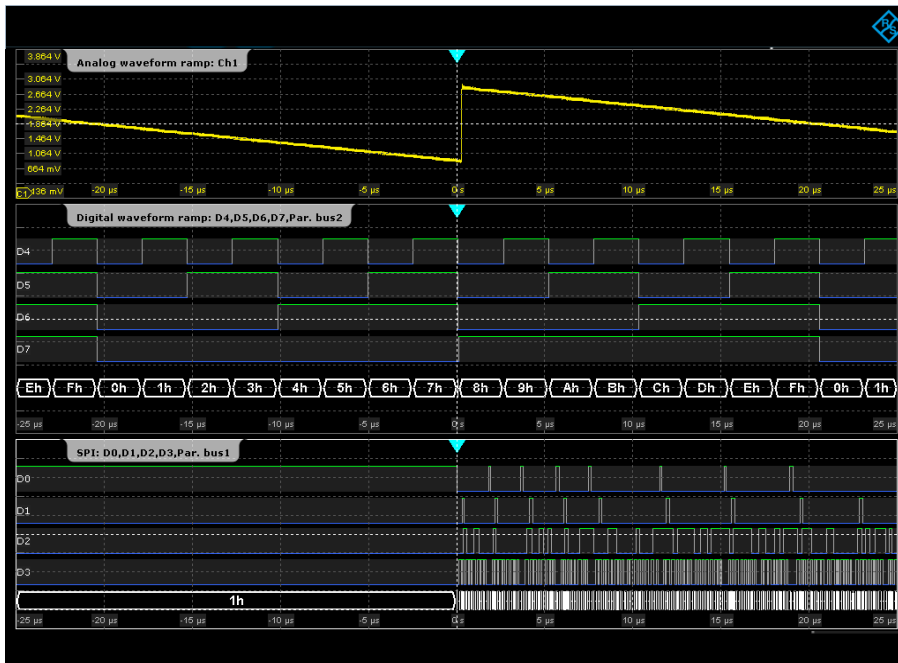 R&S
3.864 V
Analog waveform ramp: Ch1
3.064 V
2.664 V
2.264 V
1.864 V
1.464 V
1.064 V
664 mV
C1 136 mV -20 µs -15 µs -10 µs -5 µs 0 s 5 µs 10 µs 15 µs 20 µs 25 µs
Digital waveform ramp: D4,D5,D6,D7,Par. bus2
D4
D5
D6
D7
Eh Fh 0h 1h 2h 3h 4h 5h 6h 7h 8h 9h Ah Bh Ch Dh Eh Fh 0h 1h
-25 µs -20 µs -15 µs -10 µs -5 µs 0 s 5 µs 10 µs 15 µs 20 µs 25 µs
SPI: D0,D1,D2,D3,Par. bus1
D0
D1
D2
D3
1h
-25 µs -20 µs -15 µs -10 µs -5 µs 0 s 5 µs 10 µs 15 µs 20 µs 25 µs